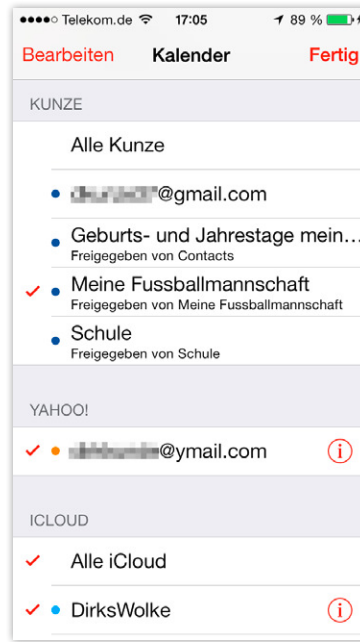 Telekom.de 17:05 89 %
Bearbeiten Kalender Fertig
KUNZE
Alle Kunze
@gmail.com
Geburts- und Jahrestage mein...
Freigegeben von Contacts
Meine Fussballmannschaft
Freigegeben von Meine Fussballmannschaft
Schule
Freigegeben von Schule
YAHOO!
@ymail.com
ICLOUD
Alle iCloud
DirksWolke